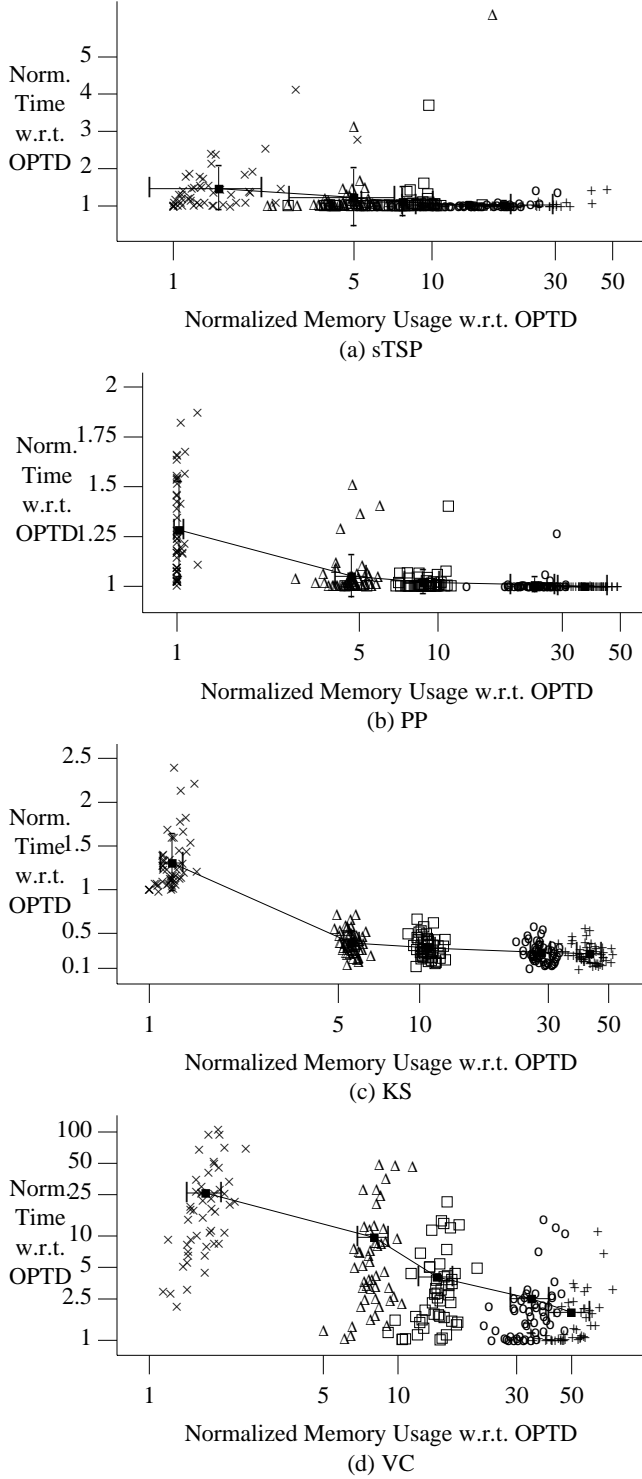 5
4
3
2
1
Norm.
Time
w.r.t.
OPTD
1
5
10
30
50
Normalized Memory Usage w.r.t. OPTD
(a) sTSP
2
1.75
1.5
1.25
1
Norm.
Time
w.r.t.
OPTD
1
5
10
30
50
Normalized Memory Usage w.r.t. OPTD
(b) PP
2.5
2
1.5
1
0.5
0.1
Norm.
Time
w.r.t.
OPTD
1
5
10
30
50
Normalized Memory Usage w.r.t. OPTD
(c) KS
100
50
25
10
5
2.5
1
Norm.
Time
w.r.t.
OPTD
1
5
10
30
50
Normalized Memory Usage w.r.t. OPTD
(d) VC